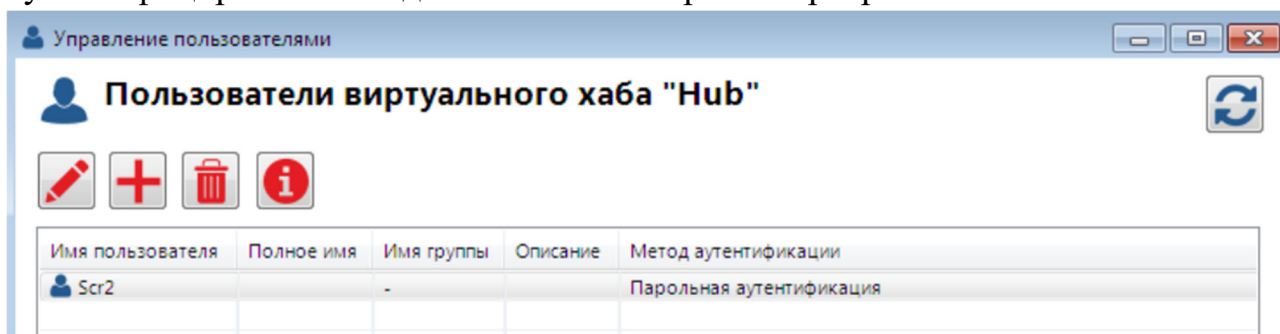 Управление пользователями
Пользователи виртуального хаба "Hub"
Имя пользователя Полное имя Имя группы Описание Метод аутентификации
Scr2 - Парольная аутентификация